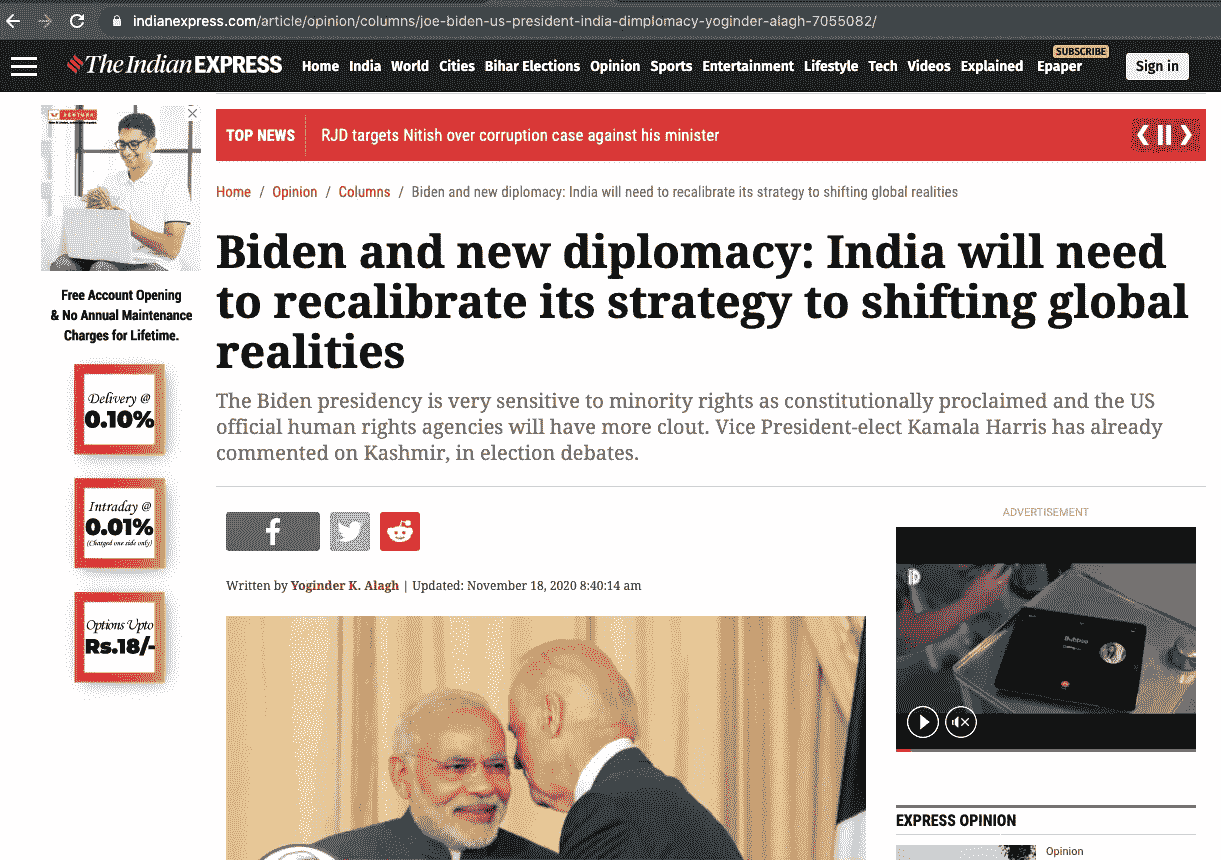 indianexpress.com/article/opinion/columns/joe-biden-us-president-india-dimplomacy-yoginder-alagh-7055082/
The Indian EXPRESS
Home India World Cities Bihar Elections Opinion Sports Entertainment Lifestyle Tech Videos Explained Epaper
SUBSCRIBE
Sign in
TOP NEWS RJD targets Nitish over corruption case against his minister
Home / Opinion / Columns / Biden and new diplomacy: India will need to recalibrate its strategy to shifting global realities
Biden and new diplomacy: India will need
to recalibrate its strategy to shifting global
realities
The Biden presidency is very sensitive to minority rights as constitutionally proclaimed and the US
official human rights agencies will have more clout. Vice President-elect Kamala Harris has already
commented on Kashmir, in election debates.
Free Account Opening
& No Annual Maintenance
Charges for Lifetime.
Delivery @
0.10%
Intraday @
0.01%
(Charged one side only)
Options Upto
Rs.18/-
Written by Yoginder K. Alagh | Updated: November 18, 2020 8:40:14 am
ADVERTISEMENT
EXPRESS OPINION
Opinion